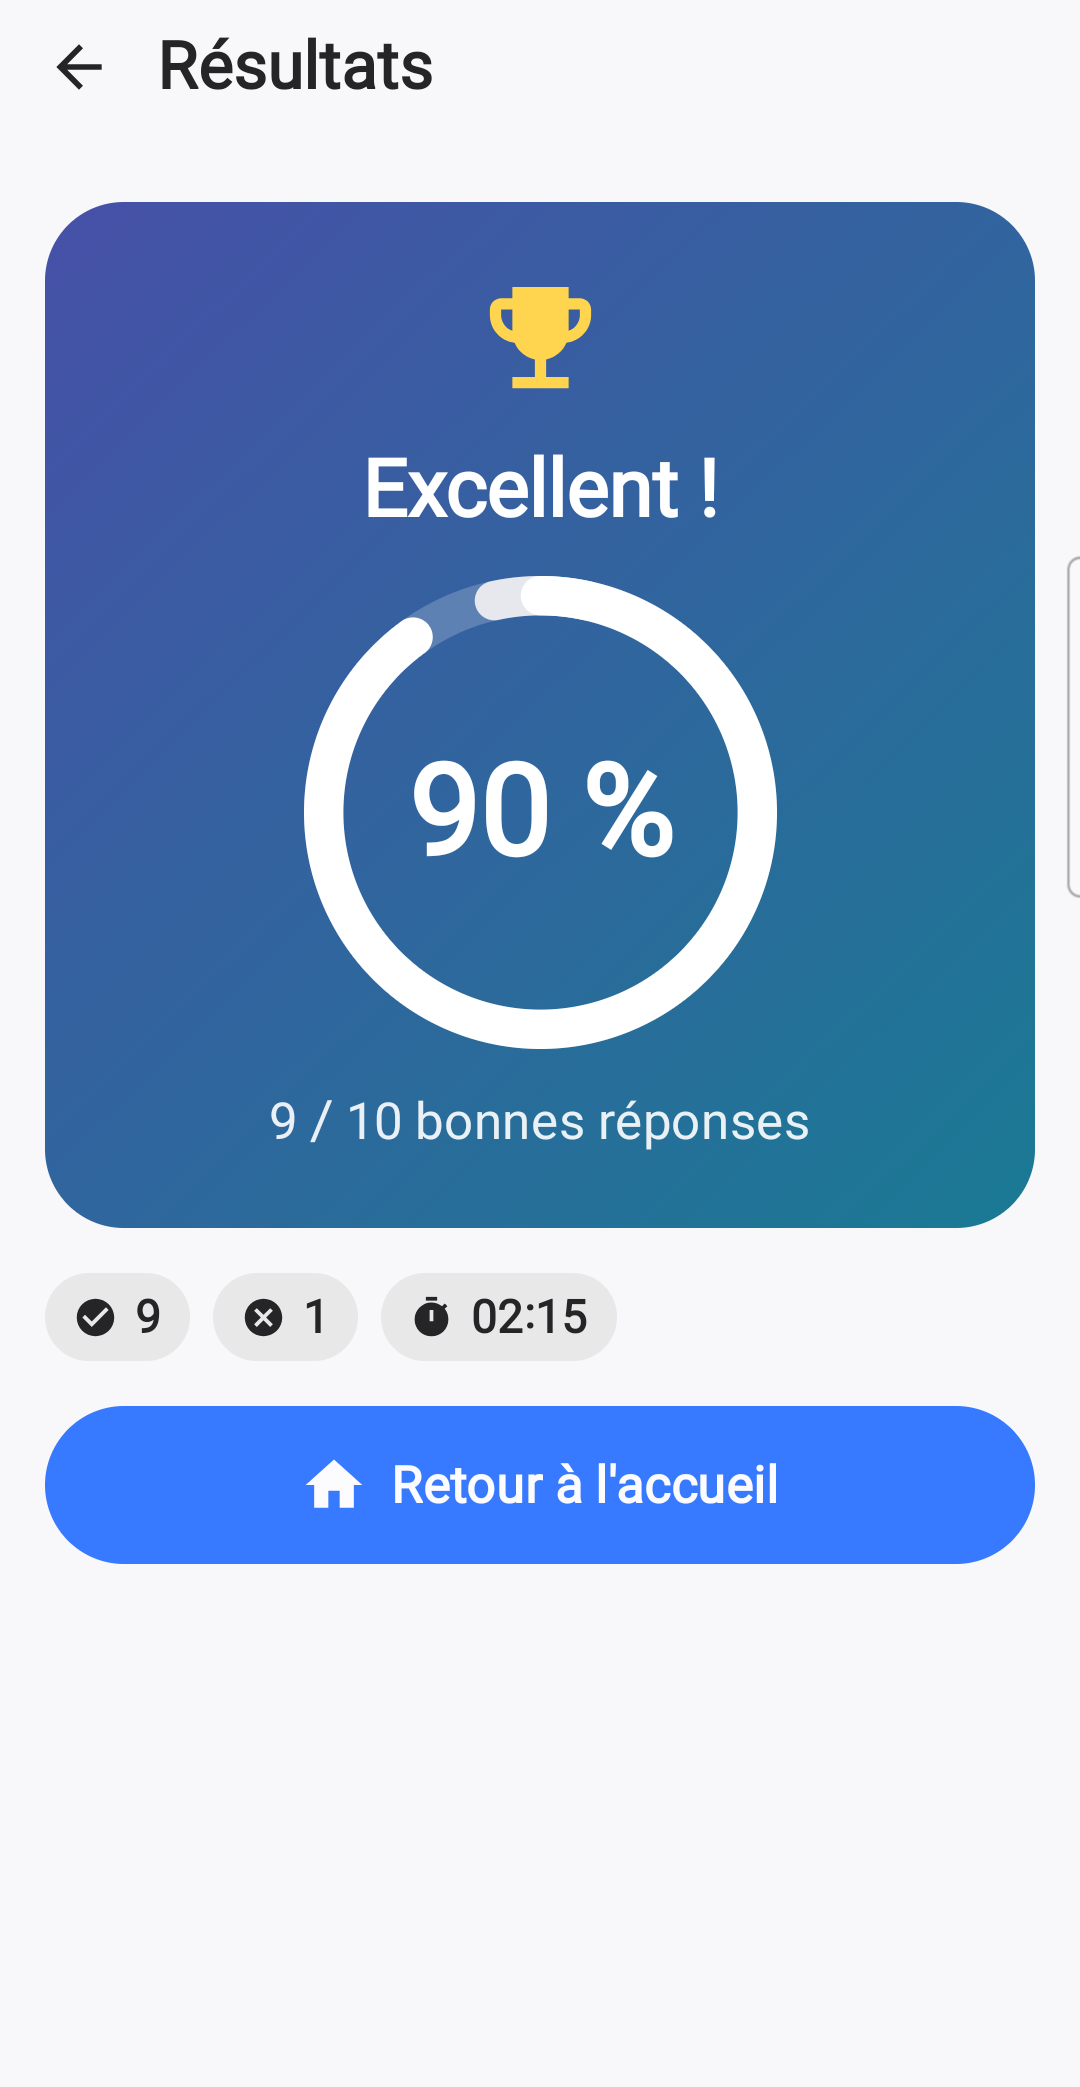 Résultats
Excellent !
90 %
9 / 10 bonnes réponses
9 1 02:15
Retour à l'accueil